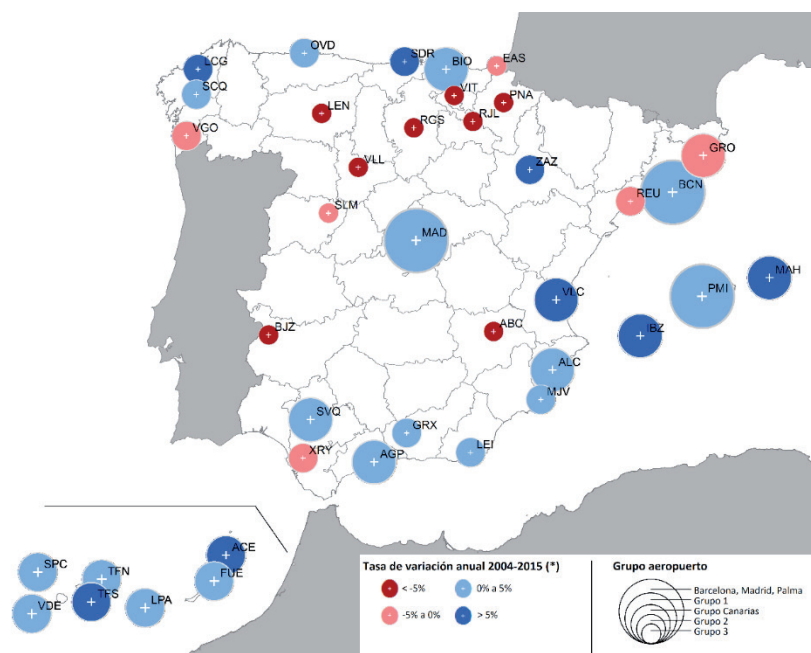 OVD
SDR
BIO
EAS
LCG
SCQ
VIT
PNA
LEN
RJL
RGS
VGO
GRO
VLL
ZAZ
BCN
REU
SLM
MAD
MAH
PMI
VLC
IBZ
BJZ
ABC
ALC
MJV
SVQ
GRX
LEI
XRY
AGP
ACE
SPC
TFN
FUE
TFS
VDE
LPA
Tasa de variación anual 2004-2015 (*)
< -5%
0% a 5%
-5% a 0%
> 5%
Grupo aeropuerto
Barcelona, Madrid, Palma
Grupo 1
Grupo Canarias
Grupo 2
Grupo 3